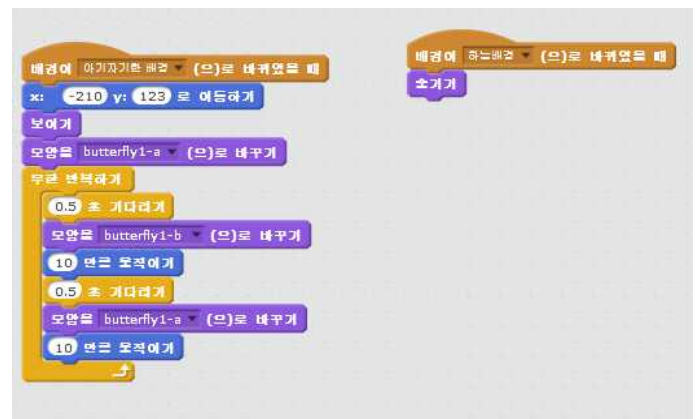 배경이 아기자기한 배경 (으)로 바뀌었을 때
x: -210 y: 123 로 이동하기
보이기
모양을 butterfly1-a (으)로 바꾸기
무한 반복하기
0.5 초 기다리기
모양을 butterfly1-b (으)로 바꾸기
10 만큼 움직이기
0.5 초 기다리기
모양을 butterfly1-a (으)로 바꾸기
10 만큼 움직이기
배경이 하늘배경 (으)로 바뀌었을 때
숨기기